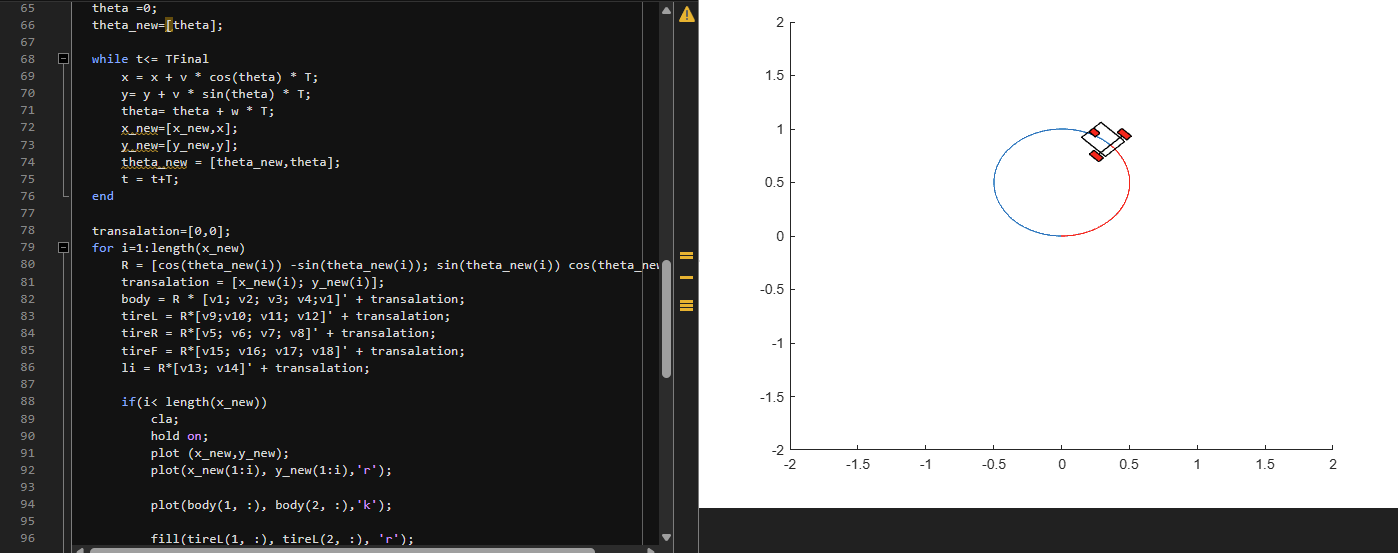 65 theta =0;
66 theta_new=[theta];
67
68 while t<= TFinal
69 x = x + v * cos(theta) * T;
70 y= y + v * sin(theta) * T;
71 theta= theta + w * T;
72 x_new=[x_new,x];
73 y_new=[y_new,y];
74 theta_new = [theta_new,theta];
75 t = t+T;
76 end
77
78 transalation=[0,0];
79 for i=1:length(x_new)
80 R = [cos(theta_new(i)) -sin(theta_new(i)); sin(theta_new(i)) cos(theta_new
81 transalation = [x_new(i); y_new(i)];
82 body = R * [v1; v2; v3; v4;v1]' + transalation;
83 tireL = R*[v9;v10; v11; v12]' + transalation;
84 tireR = R*[v5; v6; v7; v8]' + transalation;
85 tireF = R*[v15; v16; v17; v18]' + transalation;
86 li = R*[v13; v14]' + transalation;
87
88 if(i< length(x_new))
89 cla;
90 hold on;
91 plot (x_new,y_new);
92 plot(x_new(1:i), y_new(1:i),'r');
93
94 plot(body(1, :), body(2, :),'k');
95
96 fill(tireL(1, :), tireL(2, :), 'r');
2
1.5
1
0.5
0
-0.5
-1
-1.5
-2
-2 -1.5 -1 -0.5 0 0.5 1 1.5 2